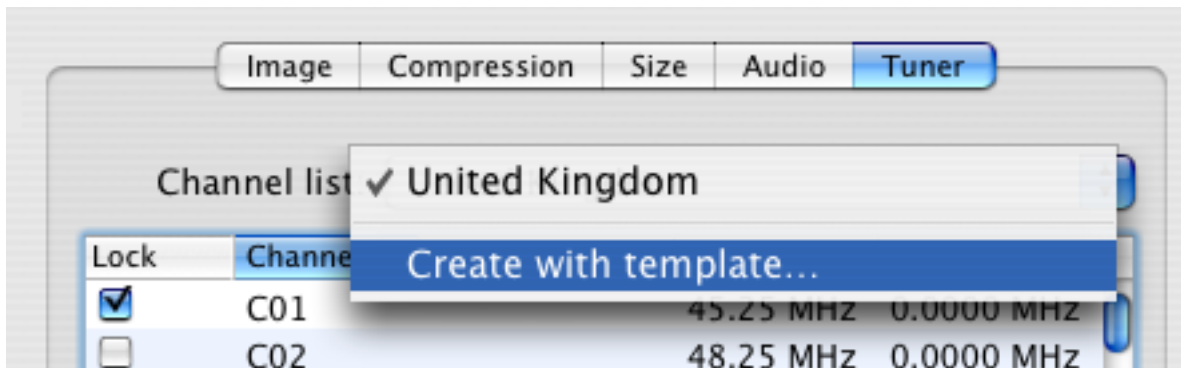 Image Compression Size Audio Tuner
Channel list
✓ United Kingdom
Lock Channe
Create with template...
C01 45.25 MHz 0.0000 MHz
C02 48.25 MHz 0.0000 MHz